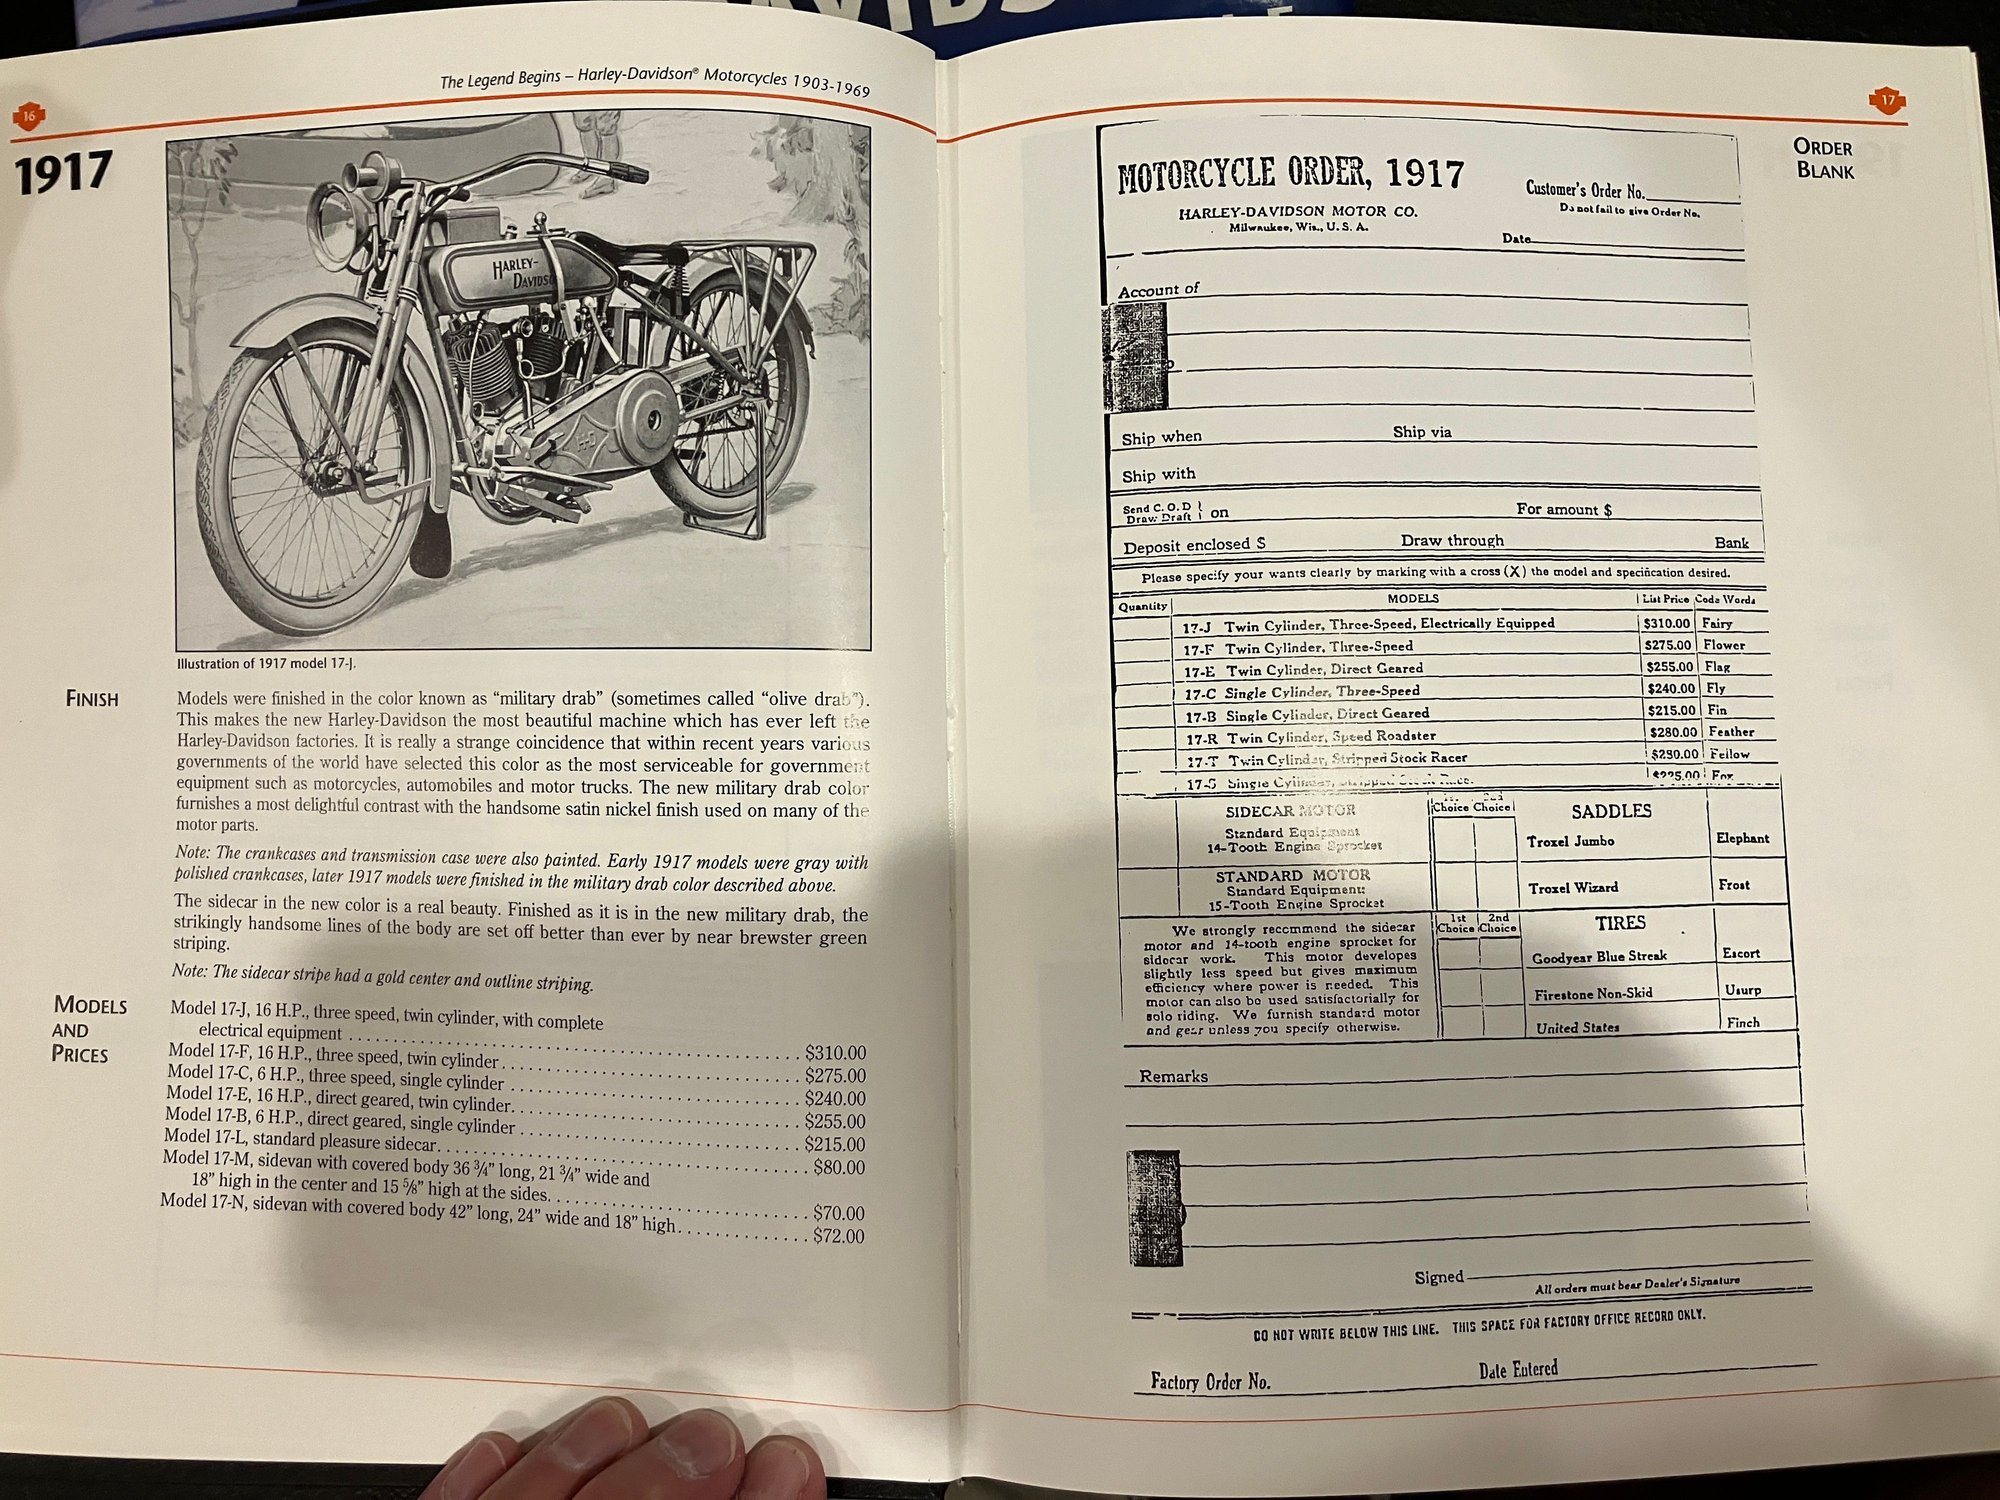 The Legend Begins – Harley-Davidson® Motorcycles 1903-1969
16
1917
HARLEY-
DAVIDSON
Illustration of 1917 model 17-J.
FINISH
Models were finished in the color known as “military drab” (sometimes called “olive drab”).
This makes the new Harley-Davidson the most beautiful machine which has ever left the
Harley-Davidson factories. It is really a strange coincidence that within recent years various
governments of the world have selected this color as the most serviceable for government
equipment such as motorcycles, automobiles and motor trucks. The new military drab color
furnishes a most delightful contrast with the handsome satin nickel finish used on many of the
motor parts.
Note: The crankcases and transmission case were also painted. Early 1917 models were gray with
polished crankcases, later 1917 models were finished in the military drab color described above.
The sidecar in the new color is a real beauty. Finished as it is in the new military drab, the
strikingly handsome lines of the body are set off better than ever by near brewster green
striping.
Note: The sidecar stripe had a gold center and outline striping.
MODELS
AND
PRICES
Model 17-J, 16 H.P., three speed, twin cylinder, with complete
electrical equipment . . . . . . . . . . $310.00
Model 17-F, 16 H.P., three speed, twin cylinder . . . . . . . . . . $275.00
Model 17-C, 6 H.P., three speed, single cylinder . . . . . . . . . . $240.00
Model 17-E, 16 H.P., direct geared, twin cylinder . . . . . . . . . . $255.00
Model 17-B, 6 H.P., direct geared, single cylinder . . . . . . . . . . $215.00
Model 17-L, standard pleasure sidecar . . . . . . . . . . $80.00
Model 17-M, sidevan with covered body 36 ¾” long, 21 ¾” wide and
18” high in the center and 15 ⅝” high at the sides. . . . . . . . . . $70.00
Model 17-N, sidevan with covered body 42” long, 24” wide and 18” high . . . . . . . . . . $72.00
17
ORDER
BLANK
MOTORCYCLE ORDER, 1917
HARLEY-DAVIDSON MOTOR CO.
Milwaukee, Wis., U. S. A.
Customer's Order No.
Do not fail to give Order No.
Date
Account of
Ship when Ship via
Ship with
Send C. O. D
Draw Draft } on For amount $
Deposit enclosed $ Draw through Bank
Please specify your wants clearly by marking with a cross (X) the model and specification desired.
Quantity MODELS List Price Code Words
17-J Twin Cylinder, Three-Speed, Electrically Equipped $310.00 Fairy
17-F Twin Cylinder, Three-Speed $275.00 Flower
17-E Twin Cylinder, Direct Geared $255.00 Flag
17-C Single Cylinder, Three-Speed $240.00 Fly
17-B Single Cylinder, Direct Geared $215.00 Fin
17-R Twin Cylinder, Speed Roadster $280.00 Feather
17-T Twin Cylinder, Stripped Stock Racer Fellow
17-S Single Cylinder, Stripped Stock Fox
SIDECAR MOTOR
Standard Equipment
14-Tooth Engine Sprocket
STANDARD MOTOR
Standard Equipment
15-Tooth Engine Sprocket
Choice Choice SADDLES
Troxel Jumbo Elephant
Troxel Wizard Frost
We strongly recommend the sidecar
motor and 14-tooth engine sprocket for
sidecar work. This motor developes
slightly less speed but gives maximum
efficiency where power is needed. This
motor can also be used satisfactorily for
solo riding. We furnish standard motor
and gear unless you specify otherwise.
1st 2nd
Choice Choice TIRES
Goodyear Blue Streak Escort
Firestone Non-Skid Usurp
United States Finch
Remarks
Signed
All orders must bear Dealer's Signature
DO NOT WRITE BELOW THIS LINE. THIS SPACE FOR FACTORY OFFICE RECORD ONLY.
Factory Order No. Date Entered